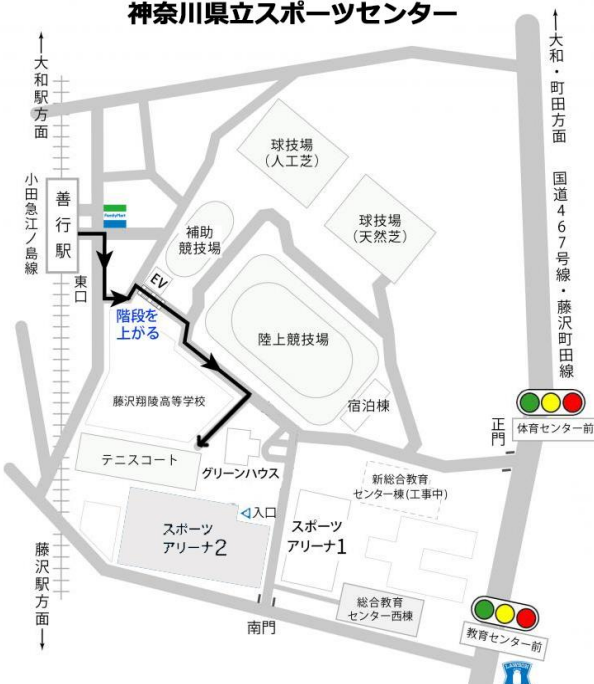 神奈川県立スポーツセンター
大和駅方面
大和・町田方面
国道467号線・藤沢町田線
球技場
(人工芝)
球技場
(天然芝)
小田急江ノ島線
善行駅
FamilyMart
補助
競技場
EV
東口
階段を
上がる
陸上競技場
藤沢翔陵高等学校
宿泊棟
正門
体育センター前
テニスコート
グリーンハウス
新総合教育
センター棟(工事中)
入口
スポーツ
アリーナ2
スポーツ
アリーナ1
総合教育
センター西棟
藤沢駅方面
南門
教育センター前
LAWSON